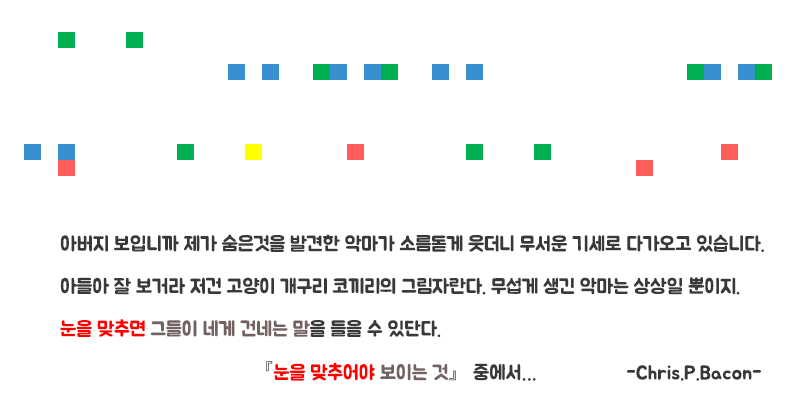 아버지 보입니까 제가 숨은것을 발견한 악마가 소름돋게 웃더니 무서운 기세로 다가오고 있습니다.
아들아 잘 보거라 저건 고양이 개구리 코끼리의 그림자란다. 무섭게 생긴 악마는 상상일 뿐이지.
눈을 맞추면 그들이 네게 건네는 말을 들을 수 있단다.
『눈을 맞추어야 보이는 것』 중에서... -Chris.P.Bacon-